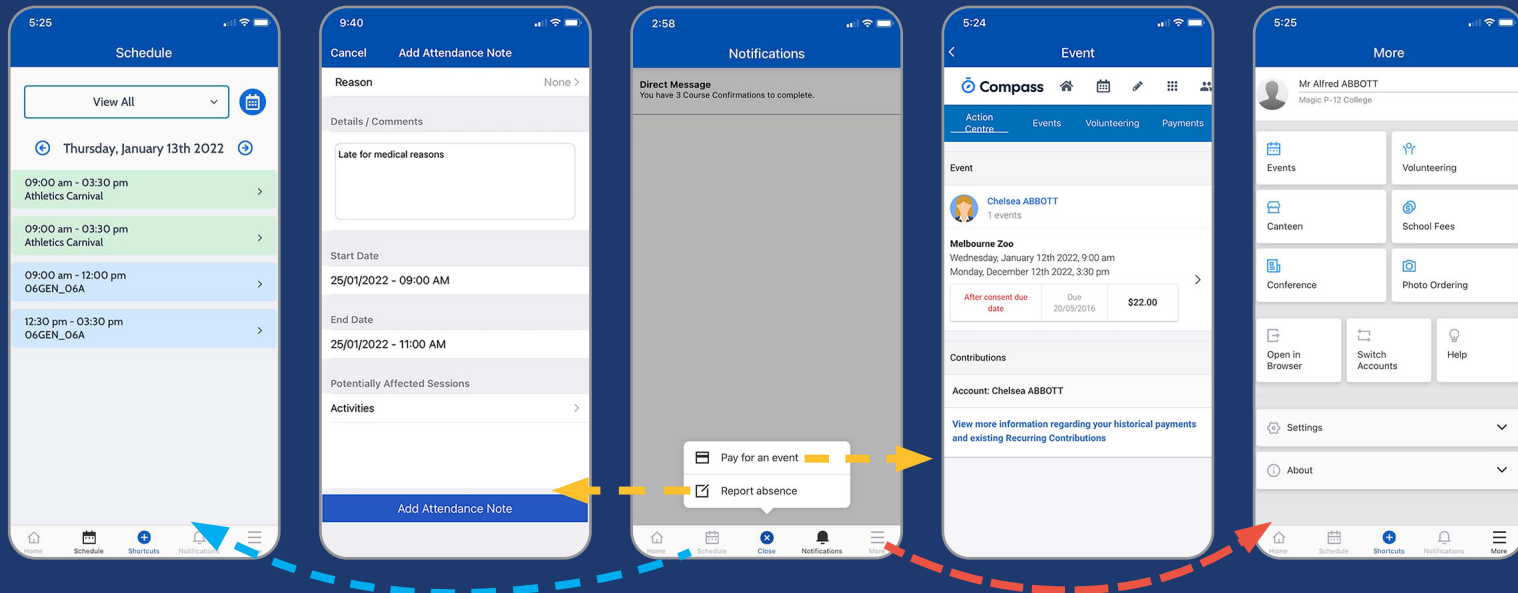 5:25
Schedule
View All
Thursday, January 13th 2022
09:00 am - 03:30 pm
Athletics Carnival
09:00 am - 03:30 pm
Athletics Carnival
09:00 am - 12:00 pm
06GEN_06A
12:30 pm - 03:30 pm
06GEN_06A
Home
Schedule
Shortcuts
Notifications
9:40
Cancel
Add Attendance Note
Reason
None
Details / Comments
Late for medical reasons
Start Date
25/01/2022 - 09:00 AM
End Date
25/01/2022 - 11:00 AM
Potentially Affected Sessions
Activities
Add Attendance Note
2:58
Notifications
Direct Message
You have 3 Course Confirmations to complete.
Pay for an event
Report absence
Home
Schedule
Close
Notifications
More
5:24
Event
Compass
Action Centre
Events
Volunteering
Payments
Event
Chelsea ABBOTT
1 events
Melbourne Zoo
Wednesday, January 12th 2022, 9:00 am
Monday, December 12th 2022, 3:30 pm
After consent due
date
Due
20/05/2016
$22.00
Contributions
Account: Chelsea ABBOTT
View more information regarding your historical payments
and existing Recurring Contributions
5:25
More
Mr Alfred ABBOTT
Magic P-12 College
Events
Volunteering
Canteen
School Fees
Conference
Photo Ordering
Open in
Browser
Switch
Accounts
Help
Settings
About
Home
Schedule
Shortcuts
Notifications
More